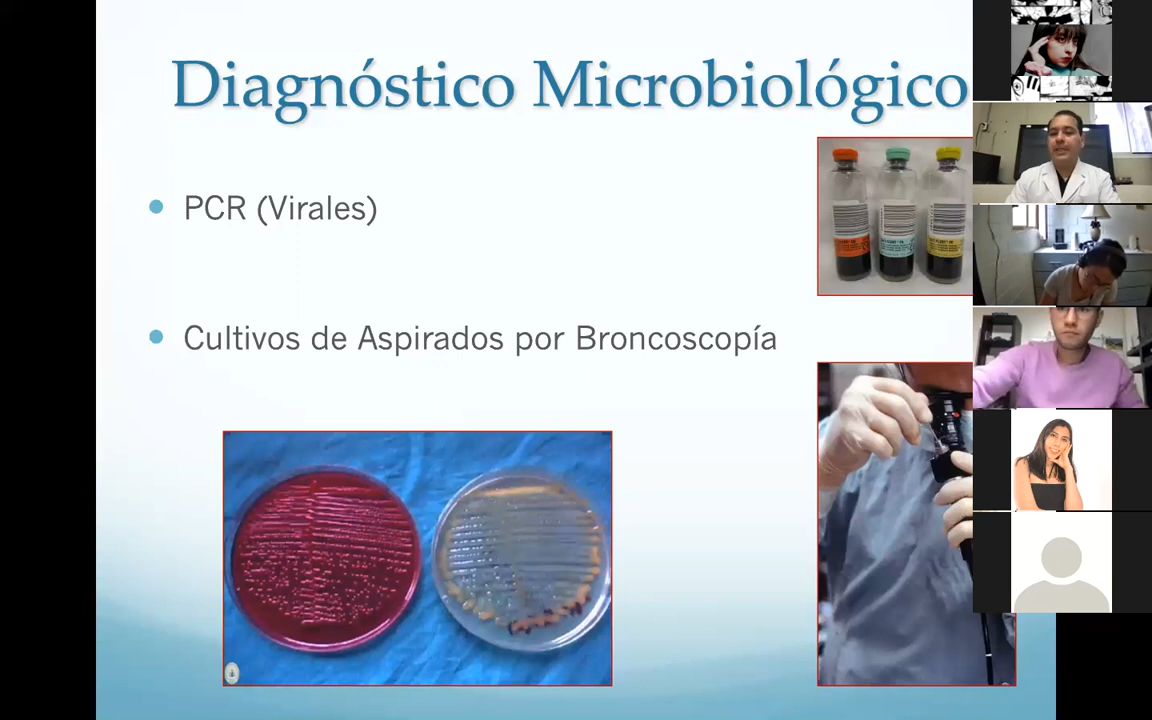 Diagnóstico Microbiológico
PCR (Virales)
Cultivos de Aspirados por Broncoscopía